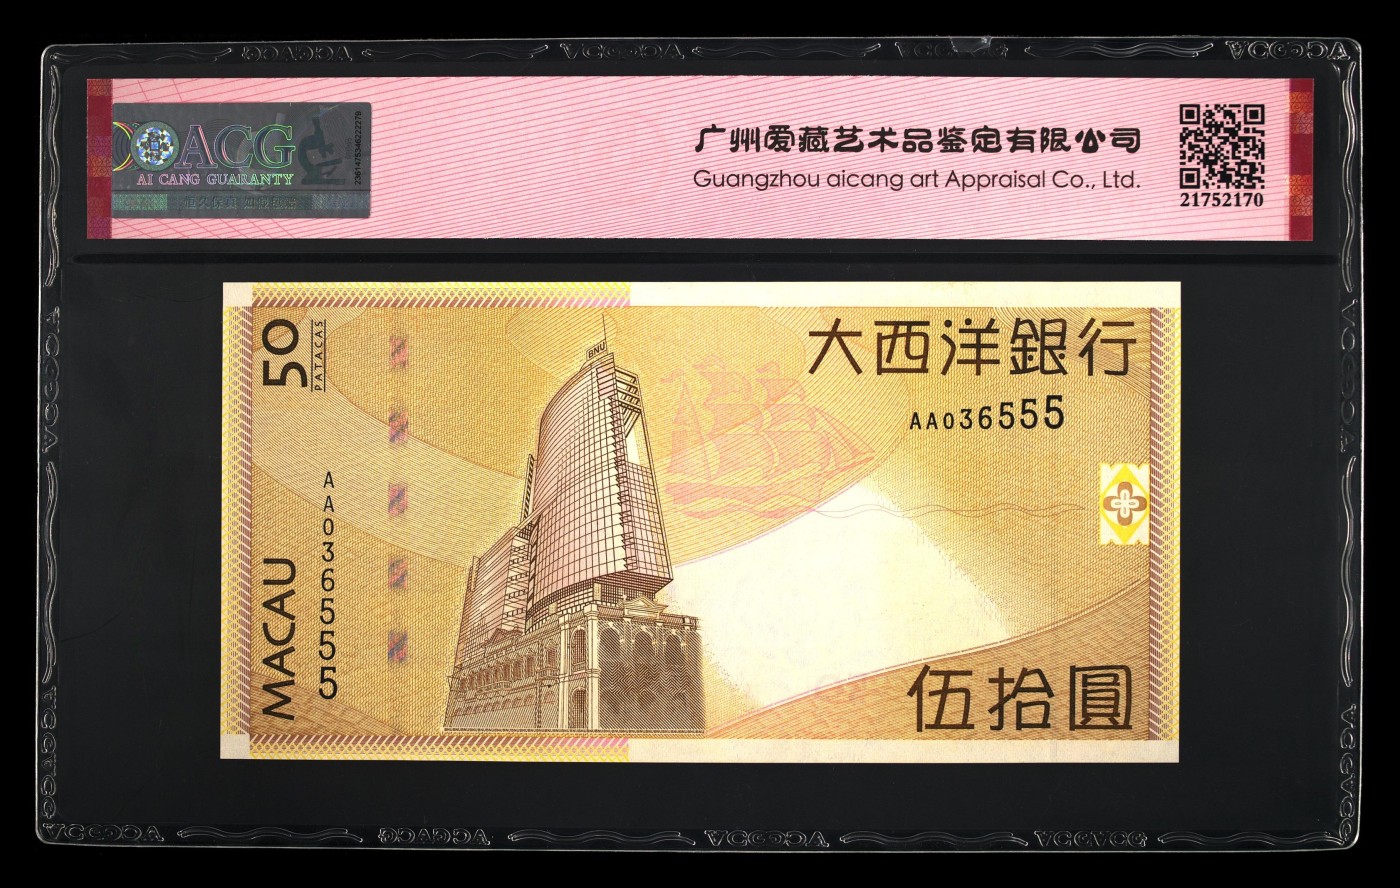 ACG
AI CANG GUARANTY
广州爱藏艺术品鉴定有限公司
Guangzhou aicang art Appraisal Co., Ltd.
21752170
50
PATACAS
BNU
大西洋銀行
AA036555
AA036555
MACAU
伍拾圓